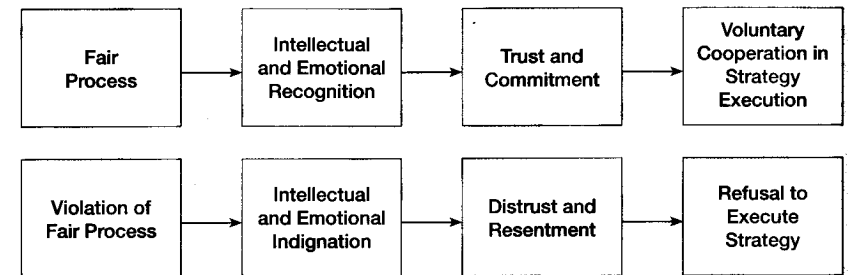 Fair
Process
Intellectual
and Emotional
Recognition
Trust and
Commitment
Voluntary
Cooperation in
Strategy
Execution
Violation of
Fair Process
Intellectual
and Emotional
Indignation
Distrust and
Resentment
Refusal to
Execute
Strategy